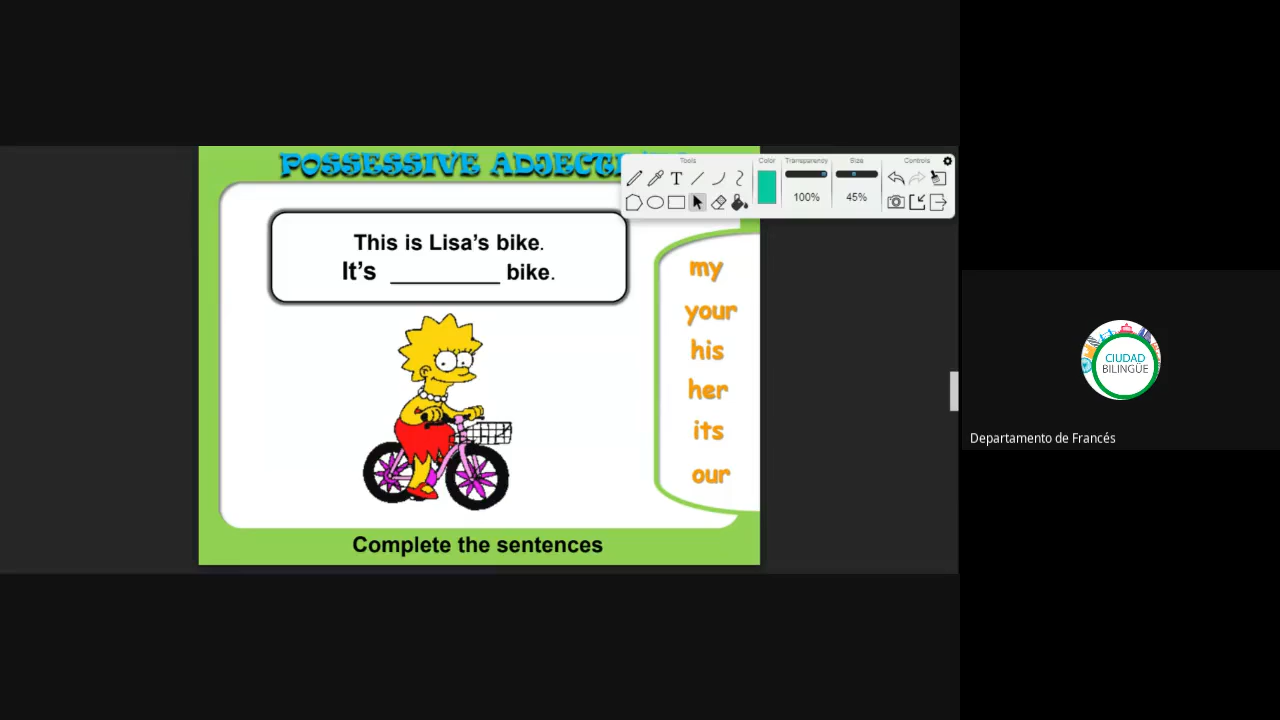 POSSESSIVE
Tools
Color
Transparency
Size
Controls
100%
45%
This is Lisa's bike.
It's _________ bike.
my
your
his
her
its
our
Complete the sentences
CIUDAD
BILINGÜE
Departamento de Francés